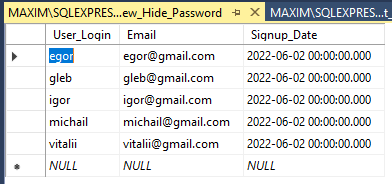 MAXIM\SQLEXPRES...ew_Hide_Password MAXIM\SQLEXPRES...t_
User_Login Email Signup_Date
egor egor@gmail.com 2022-06-02 00:00:00.000
gleb gleb@gmail.com 2022-06-02 00:00:00.000
igor igor@gmail.com 2022-06-02 00:00:00.000
michail michail@gmail.com 2022-06-02 00:00:00.000
vitalii vitalii@gmail.com 2022-06-02 00:00:00.000
NULL NULL NULL